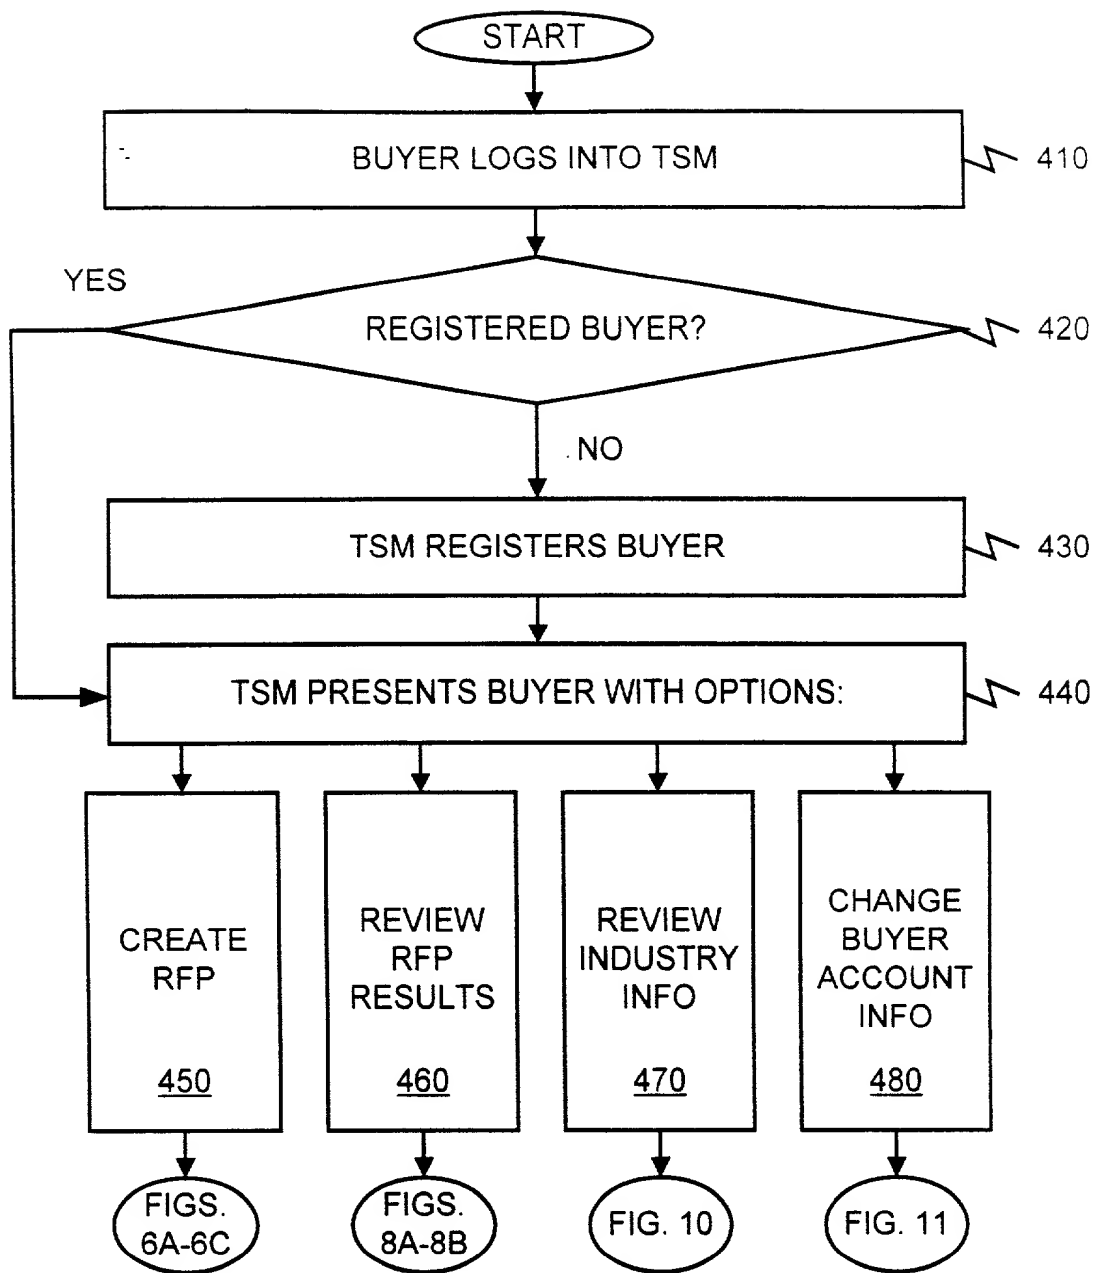 START
BUYER LOGS INTO TSM
410
YES
REGISTERED BUYER?
420
NO
TSM REGISTERS BUYER
430
TSM PRESENTS BUYER WITH OPTIONS:
440
CREATE
RFP
450
REVIEW
RFP
RESULTS
460
REVIEW
INDUSTRY
INFO
470
CHANGE
BUYER
ACCOUNT
INFO
480
FIGS.
6A-6C
FIGS.
8A-8B
FIG. 10
FIG. 11